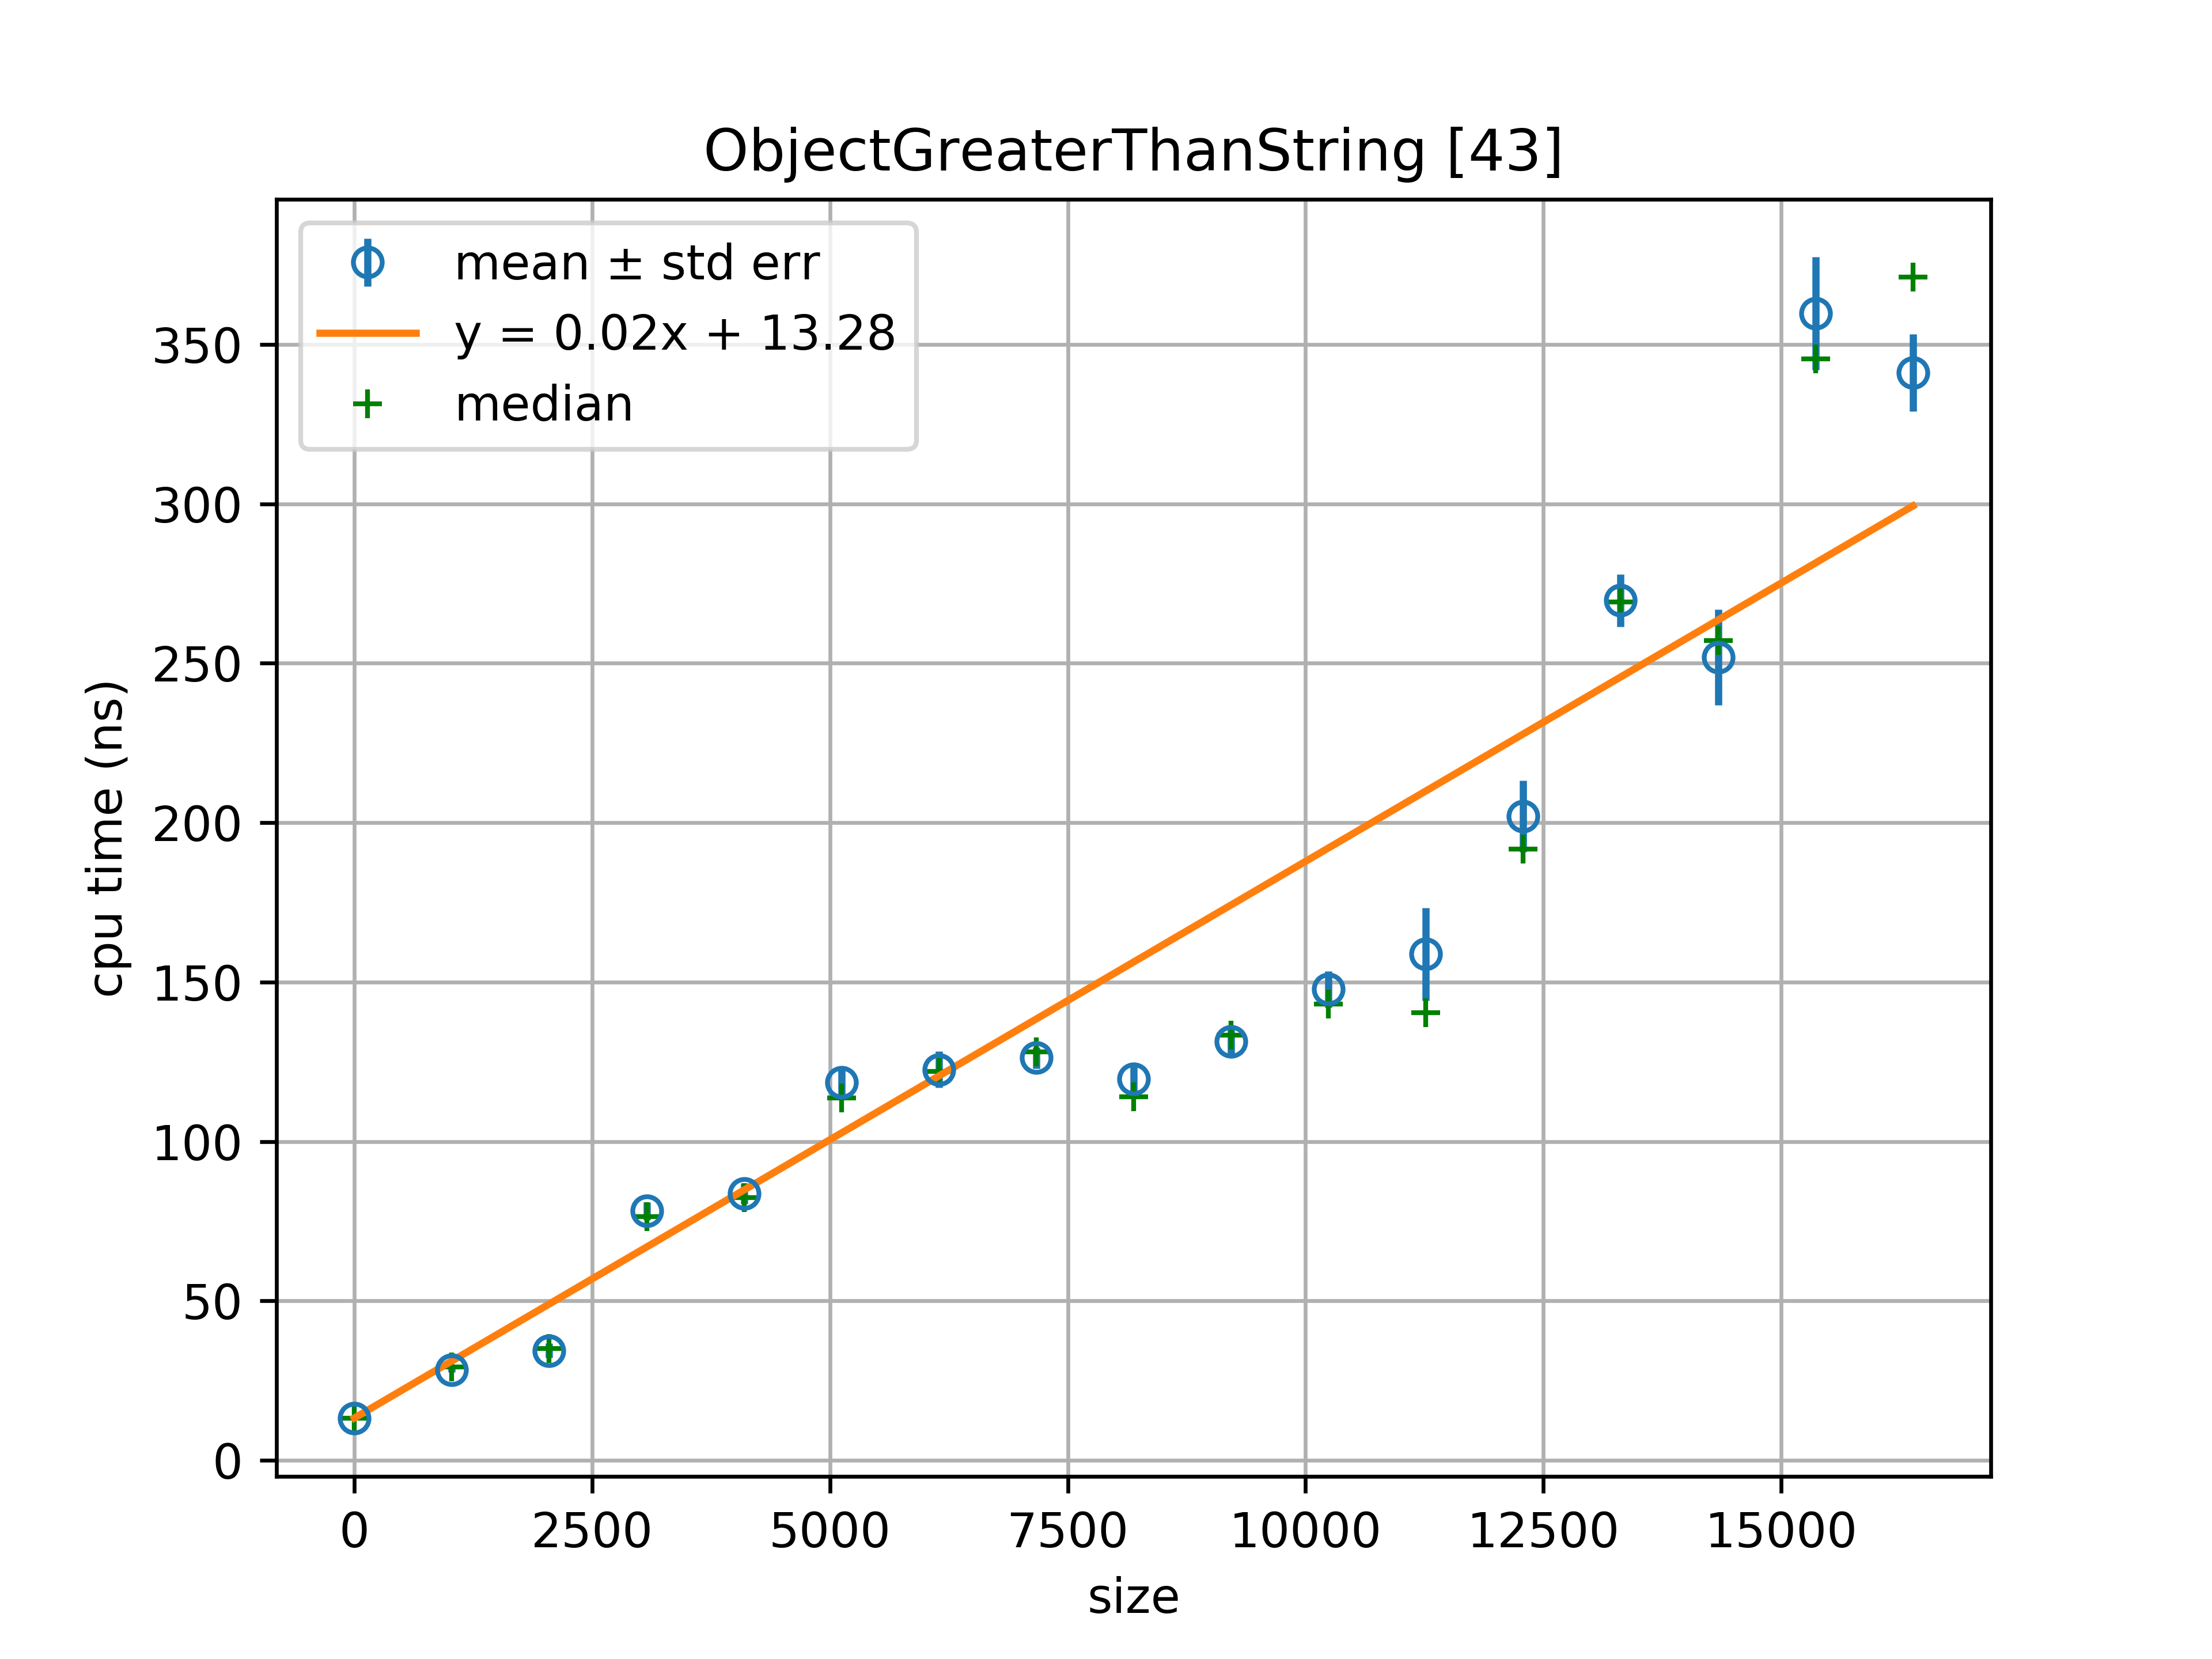 ObjectGreaterThanString [43]
mean ± std err
y = 0.02x + 13.28
median
350
300
250
200
150
100
50
0
cpu time (ns)
0 2500 5000 7500 10000 12500 15000
size